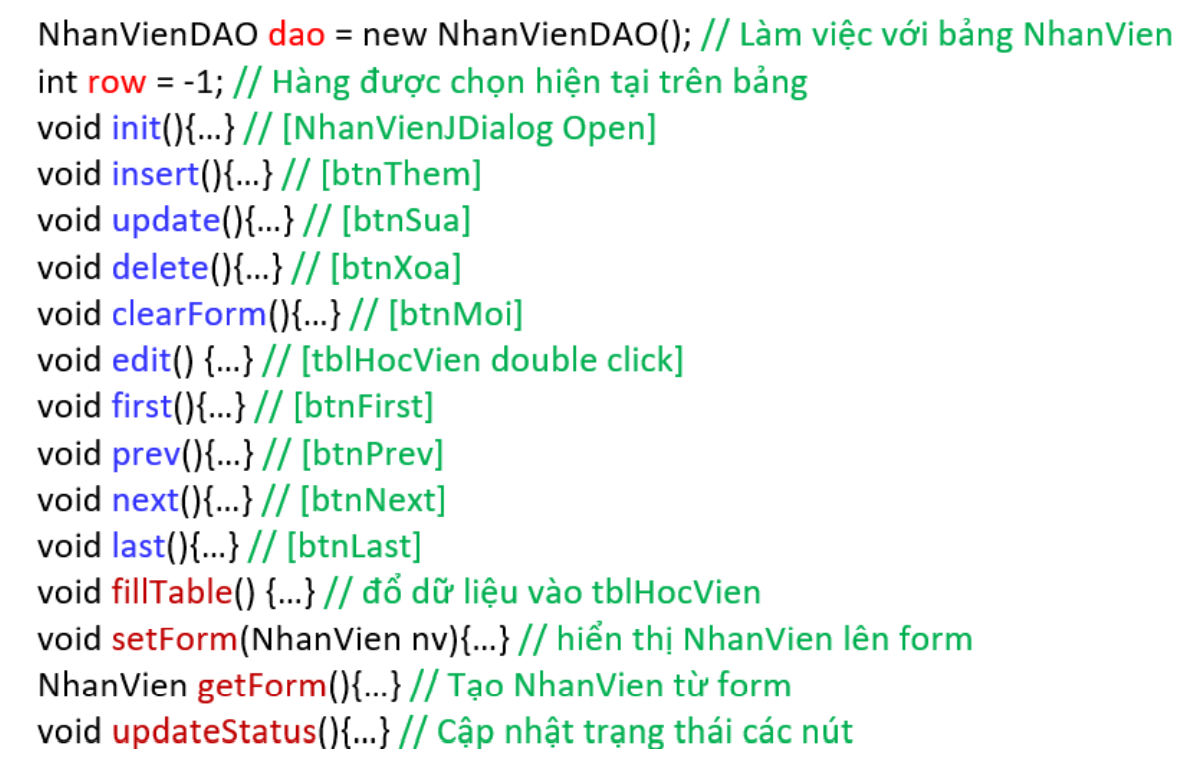 NhanVienDAO dao = new NhanVienDAO(); // Làm việc với bảng NhanVien
int row = -1; // Hàng được chọn hiện tại trên bảng
void init(){...} // [NhanVienJDialog Open]
void insert(){...} // [btnThem]
void update(){...} // [btnSua]
void delete(){...} // [btnXoa]
void clearForm(){...} // [btnMoi]
void edit() {...} // [tblHocVien double click]
void first(){...} // [btnFirst]
void prev(){...} // [btnPrev]
void next(){...} // [btnNext]
void last(){...} // [btnLast]
void fillTable() {...} // đổ dữ liệu vào tblHocVien
void setForm(NhanVien nv){...} // hiển thị NhanVien lên form
NhanVien getForm(){...} // Tạo NhanVien từ form
void updateStatus(){...} // Cập nhật trạng thái các nút